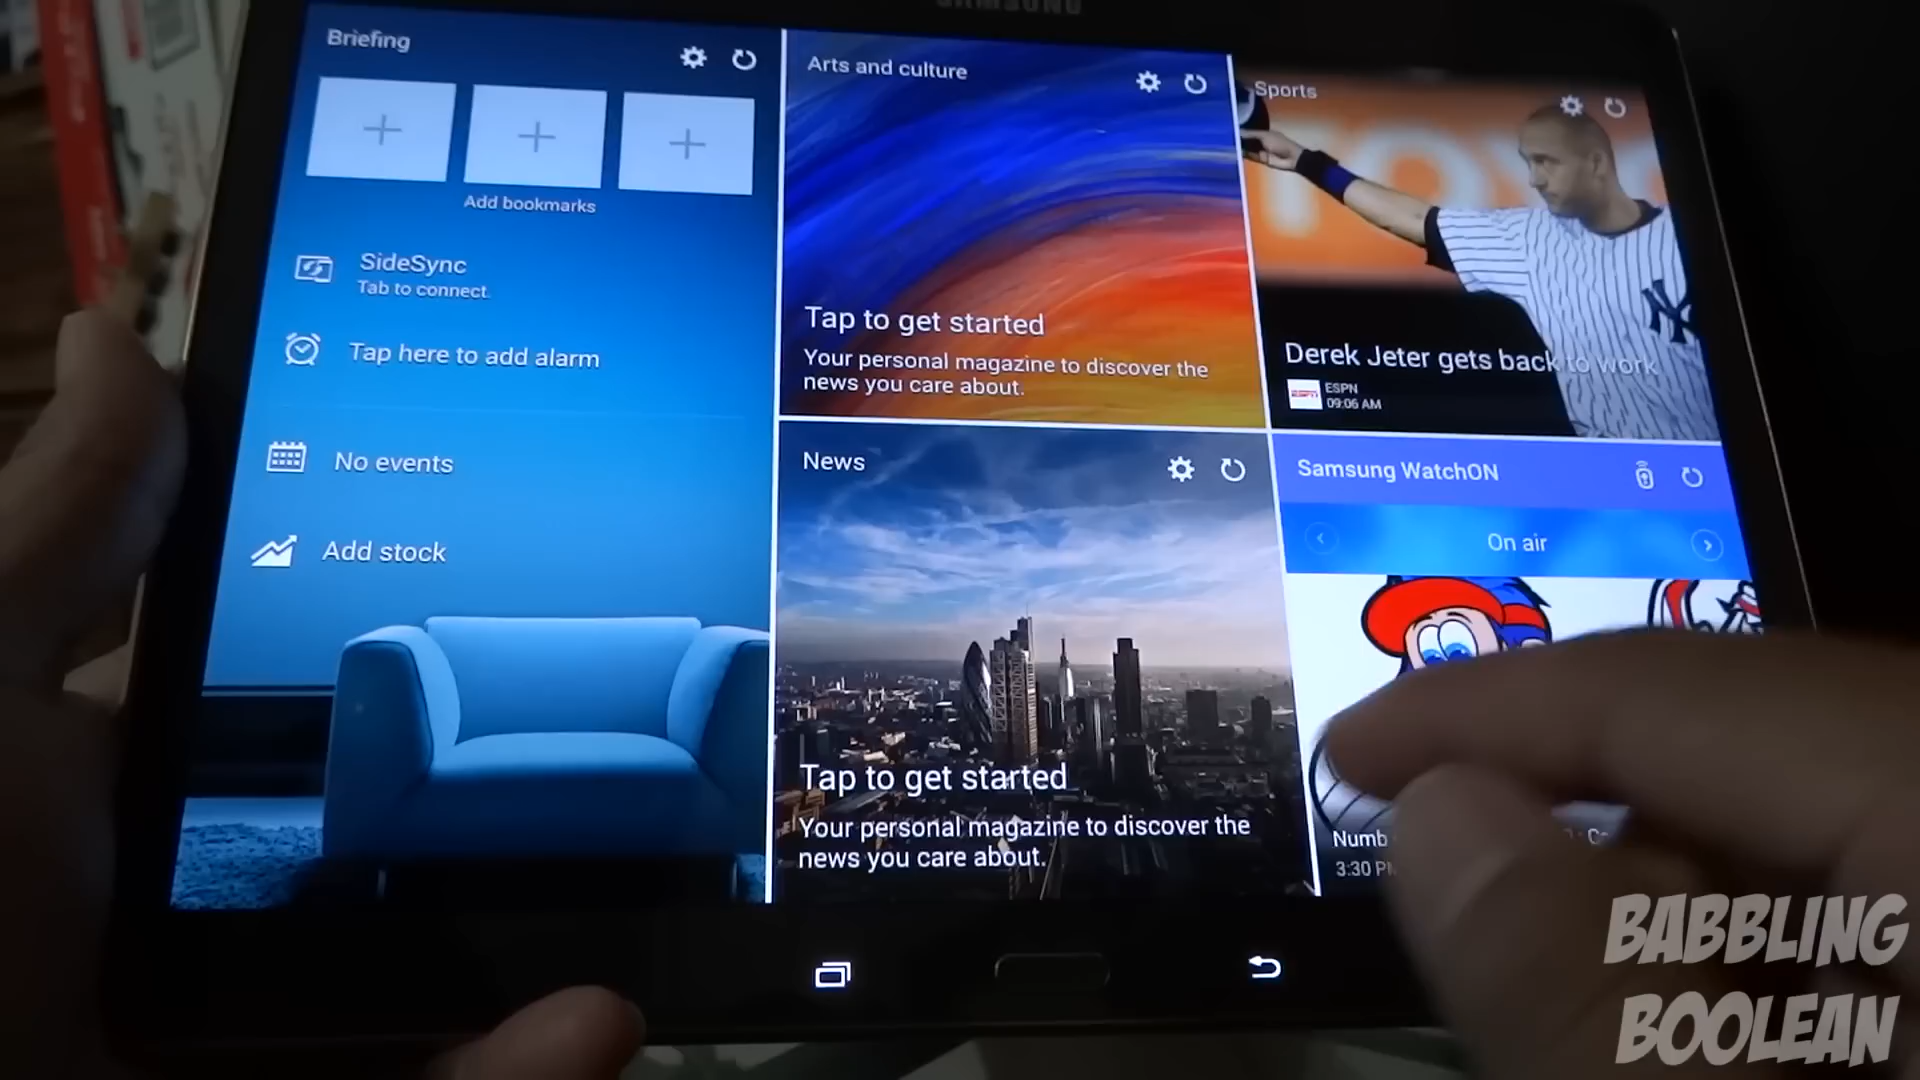 SAMSUNG
Briefing
Add bookmarks
SideSync
Tab to connect.
Tap here to add alarm
No events
Add stock
Arts and culture
Tap to get started
Your personal magazine to discover the
news you care about.
News
Tap to get started
Your personal magazine to discover the
news you care about.
Sports
Derek Jeter gets back to work
ESPN
09:06 AM
Samsung WatchON
On air
Numb
3:30 PM
BABBLING
BOOLEAN